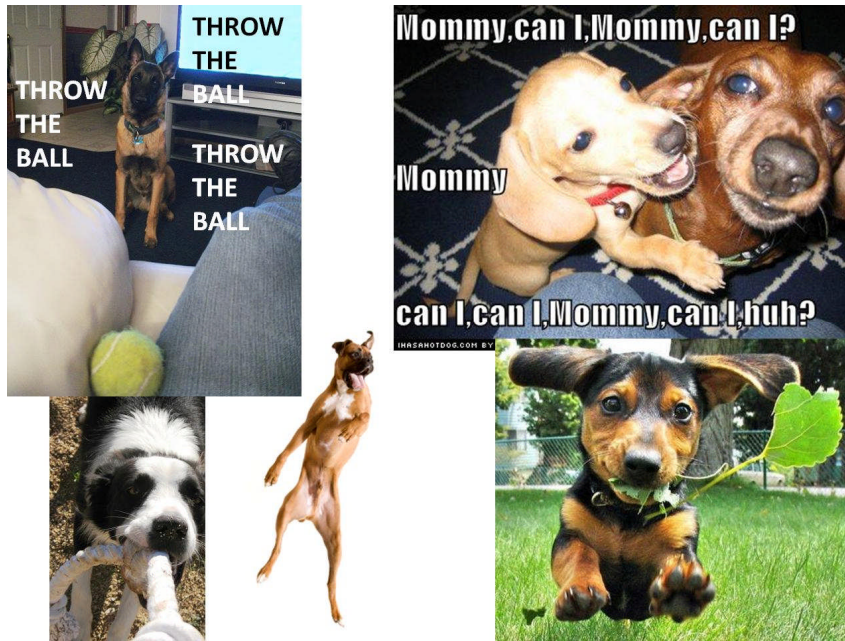 THROW
THE
BALL
THROW
THE
BALL
THROW
THE
BALL
Mommy,can I,Mommy,can I?
Mommy
can I,can I,Mommy,can I,huh?
IHASAHOTDOG.COM BY